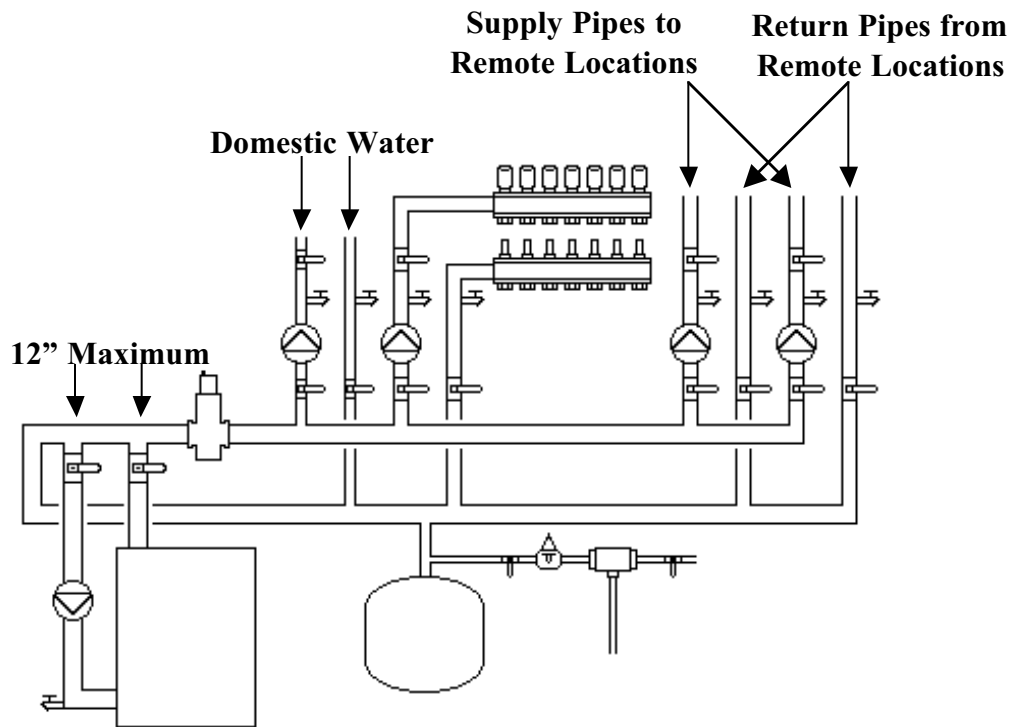 Supply Pipes to
Remote Locations
Return Pipes from
Remote Locations
Domestic Water
12” Maximum